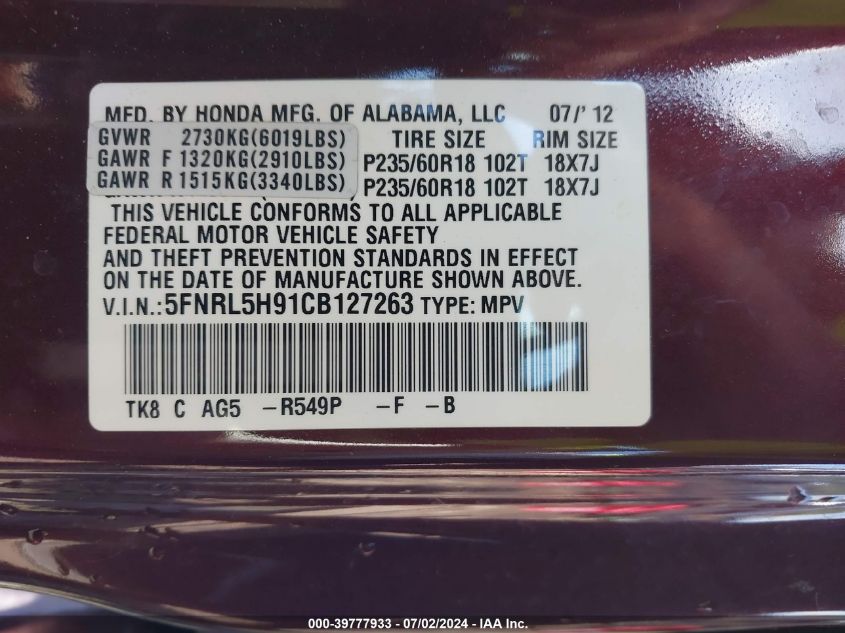 MFD. BY HONDA MFG. OF ALABAMA, LLC 07/' 12
GVWR 2730KG(6019LBS) TIRE SIZE RIM SIZE
GAWR F 1320KG(2910LBS) P235/60R18 102T 18X7J
GAWR R 1515KG(3340LBS) P235/60R18 102T 18X7J
THIS VEHICLE CONFORMS TO ALL APPLICABLE
FEDERAL MOTOR VEHICLE SAFETY
AND THEFT PREVENTION STANDARDS IN EFFECT
ON THE DATE OF MANUFACTURE SHOWN ABOVE.
V.I.N.:5FNRL5H91CB127263 TYPE: MPV
TK8 C AG5 -R549P -F -B
000-39777933 - 07/02/2024 - IAA Inc.